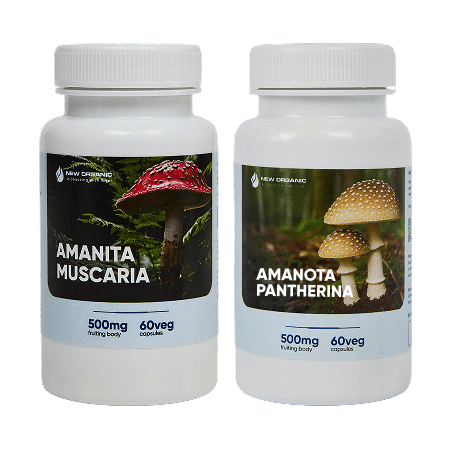 NEW ORGANIC
AMANITA
MUSCARIA
500mg
fruiting body
60veg
capsules
NEW ORGANIC
AMANOTA
PANTHERINA
500mg
fruiting body
60veg
capsules